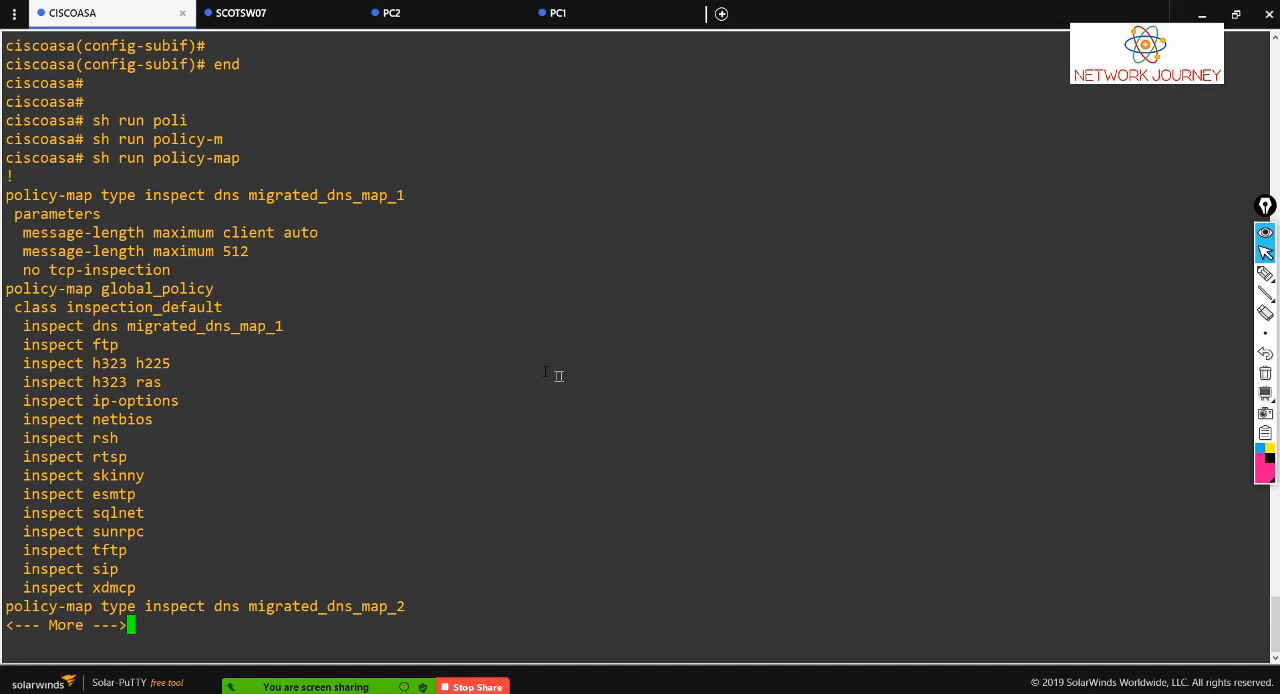 CISCOASA × SCOTSW07 PC2 PC1
NETWORK JOURNEY
ciscoasa(config-subif)#
ciscoasa(config-subif)# end
ciscoasa#
ciscoasa#
ciscoasa# sh run poli
ciscoasa# sh run policy-m
ciscoasa# sh run policy-map
!
policy-map type inspect dns migrated_dns_map_1
 parameters
  message-length maximum client auto
  message-length maximum 512
  no tcp-inspection
policy-map global_policy
 class inspection_default
  inspect dns migrated_dns_map_1
  inspect ftp
  inspect h323 h225
  inspect h323 ras
  inspect ip-options
  inspect netbios
  inspect rsh
  inspect rtsp
  inspect skinny
  inspect esmtp
  inspect sqlnet
  inspect sunrpc
  inspect tftp
  inspect sip
  inspect xdmcp
policy-map type inspect dns migrated_dns_map_2
<--- More --->
solarwinds Solar-PuTTY free tool You are screen sharing Stop Share © 2019 SolarWinds Worldwide, LLC. All rights reserved.